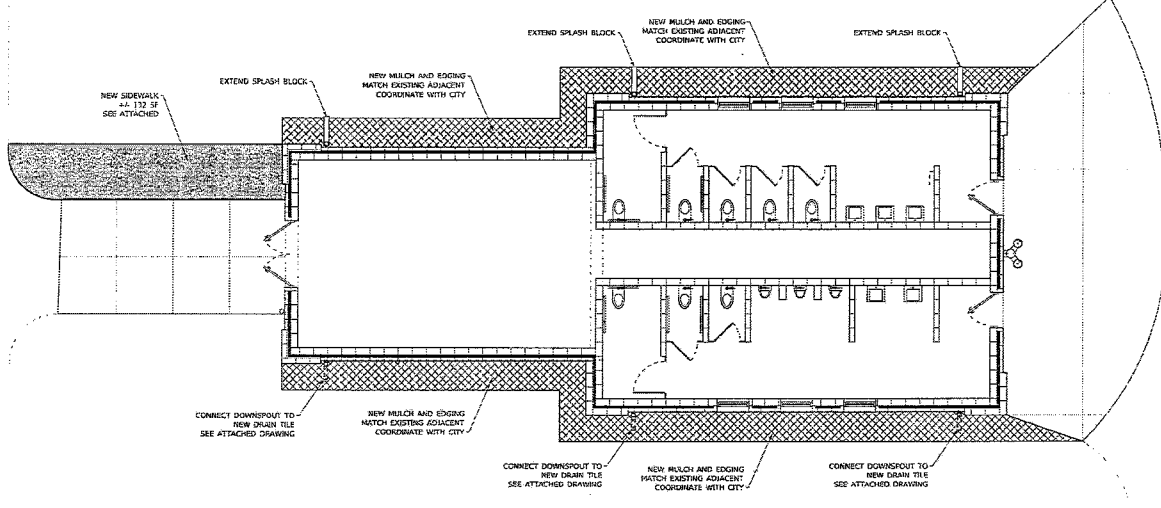 NEW MULCH AND EDGING
MATCH EXISTING ADJACENT
COORDINATE WITH CITY
EXTEND SPLASH BLOCK
EXTEND SPLASH BLOCK
NEW MULCH AND EDGING
MATCH EXISTING ADJACENT
COORDINATE WITH CITY
EXTEND SPLASH BLOCK
NEW SIDEWALK
+/- 132 SF
SEE ATTACHED
CONNECT DOWNSPOUT TO
NEW DRAIN TILE
SEE ATTACHED DRAWING
NEW MULCH AND EDGING
MATCH EXISTING ADJACENT
COORDINATE WITH CITY
CONNECT DOWNSPOUT TO
NEW DRAIN TILE
SEE ATTACHED DRAWING
NEW MULCH AND EDGING
MATCH EXISTING ADJACENT
COORDINATE WITH CITY
CONNECT DOWNSPOUT TO
NEW DRAIN TILE
SEE ATTACHED DRAWING